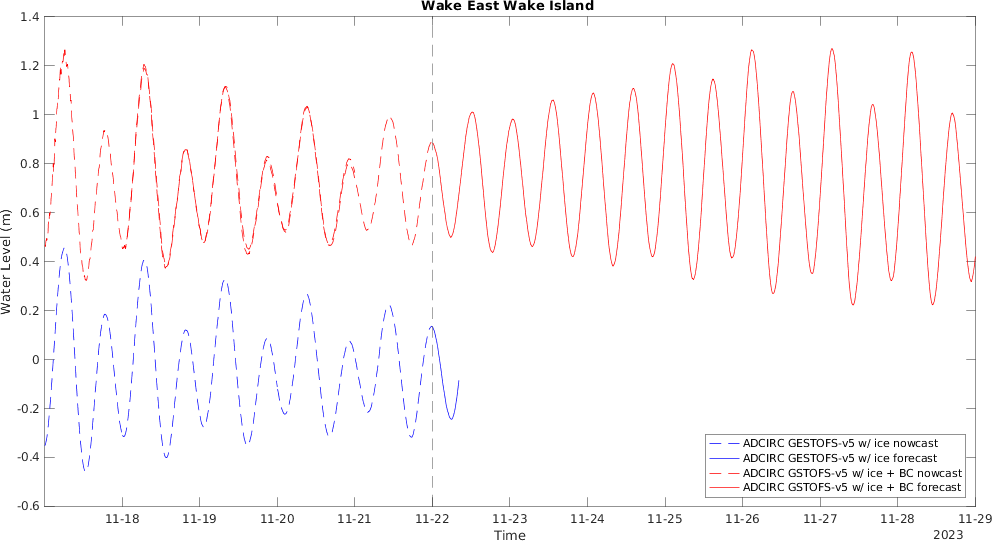 Wake East Wake Island
1.4
1.2
1
0.8
0.6
0.4
0.2
0
-0.2
-0.4
-0.6
Water Level (m)
ADCIRC GESTOFS-v5 w/ ice nowcast
ADCIRC GESTOFS-v5 w/ ice forecast
ADCIRC GSTOFS-v5 w/ ice + BC nowcast
ADCIRC GSTOFS-v5 w/ ice + BC forecast
11-18 11-19 11-20 11-21 11-22 11-23 11-24 11-25 11-26 11-27 11-28 11-29
Time
2023